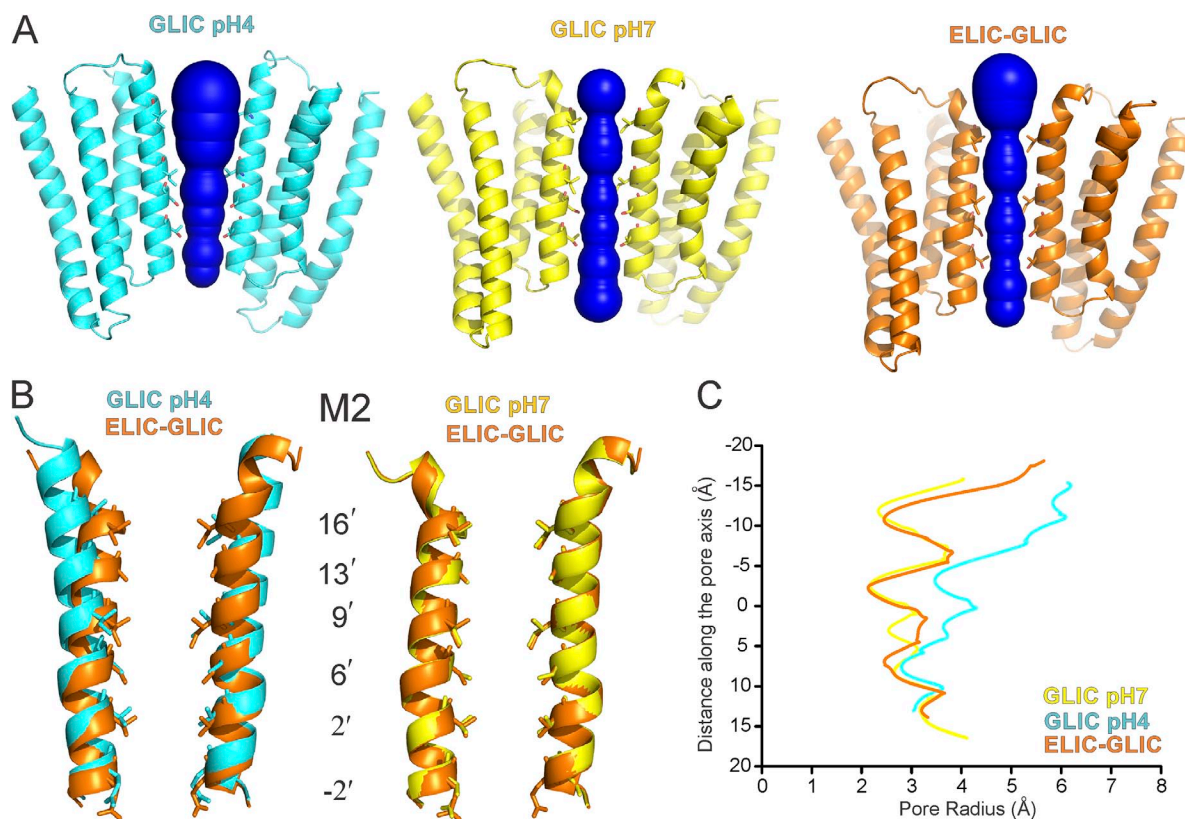 A
GLIC pH4
GLIC pH7
ELIC-GLIC
B
GLIC pH4
ELIC-GLIC
M2
GLIC pH7
ELIC-GLIC
16′
13′
9′
6′
2′
-2′
C
Distance along the pore axis (Å)
-20
-15
-10
-5
0
5
10
15
20
GLIC pH7
GLIC pH4
ELIC-GLIC
0 1 2 3 4 5 6 7 8
Pore Radius (Å)